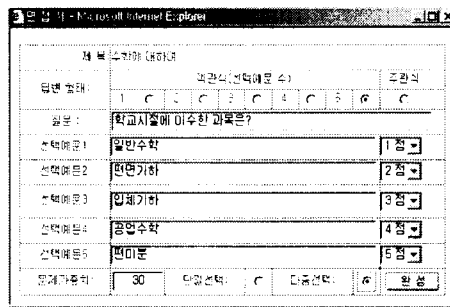 면접식 - Microsoft Internet Explorer
제 목 수학에 대하여
답변 형태: 객관식(선택예문 수) 주관식
1 2 3 4 5
질문 : 학교시절에 이수한 과목은?
선택예문1 일반수학 1점
선택예문2 편면기하 2점
선택예문3 입체기하 3점
선택예문4 공업수학 4점
선택예문5 편미분 5점
문제가중치: 30 단일선택: 다중선택: 완성